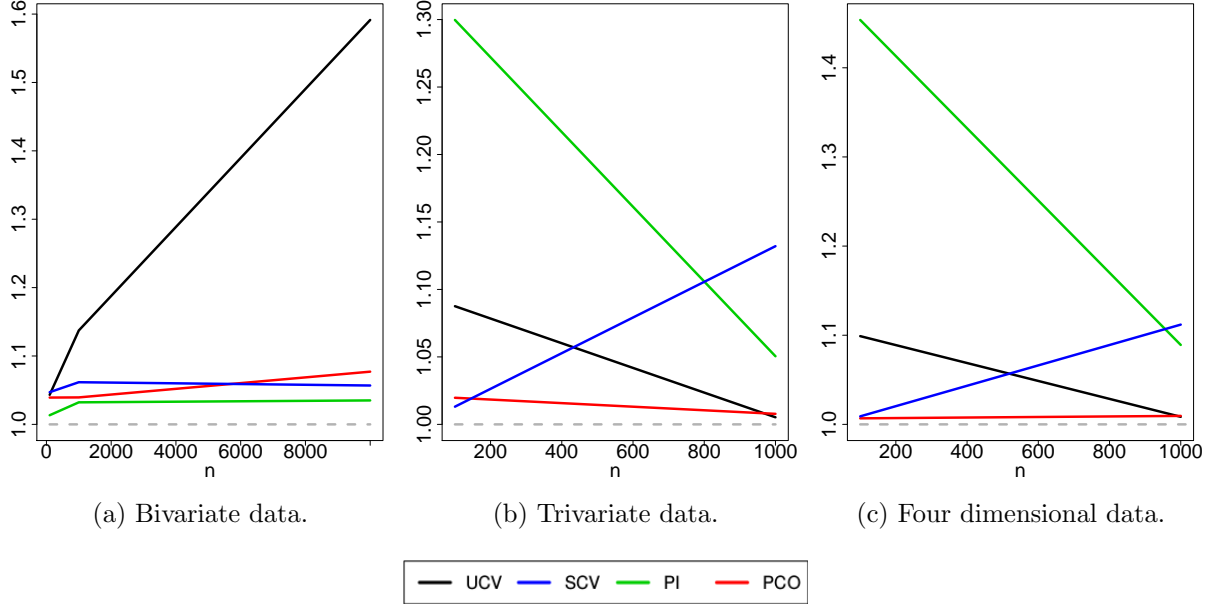 1.0 1.1 1.2 1.3 1.4 1.5 1.6
0 2000 4000 6000 8000
n
(a) Bivariate data.
1.00 1.05 1.10 1.15 1.20 1.25 1.30
200 400 600 800 1000
n
(b) Trivariate data.
1.0 1.1 1.2 1.3 1.4
200 400 600 800 1000
n
(c) Four dimensional data.
UCV SCV PI PCO